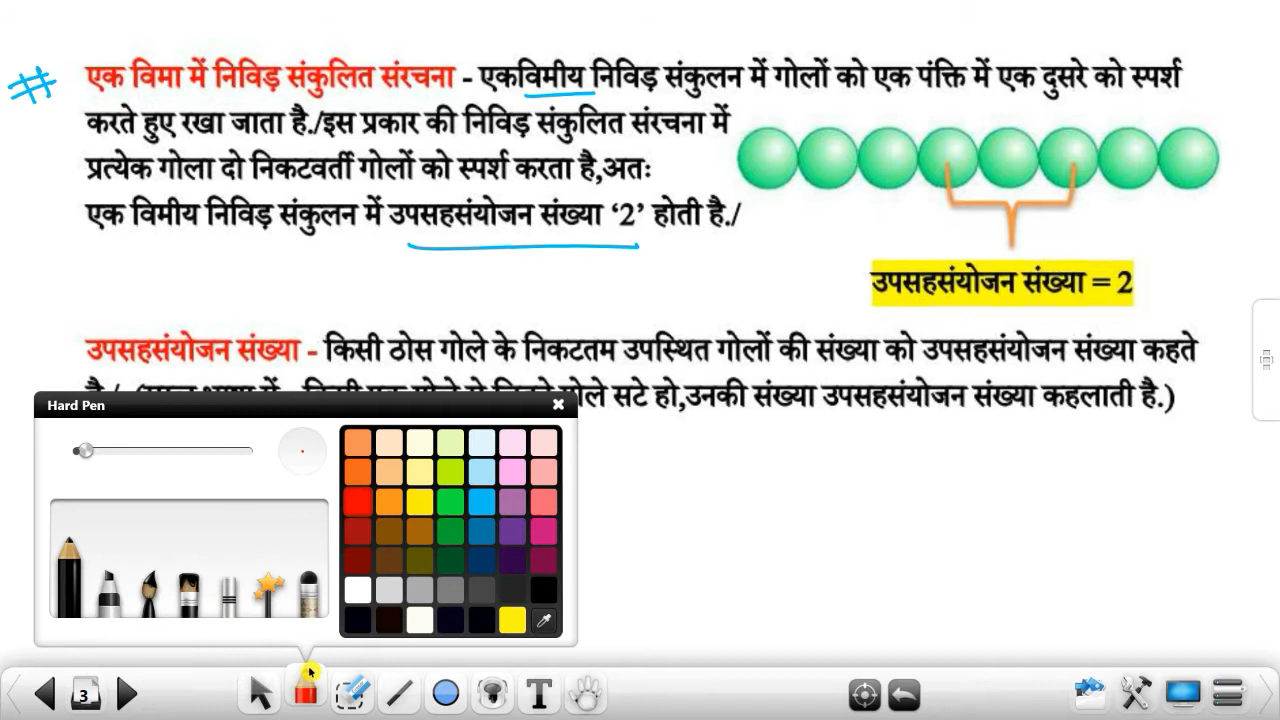 एक विमा में निविड़ संकुलित संरचना - एकविमीय निविड़ संकुलन में गोलों को एक पंक्ति में एक दुसरे को स्पर्श
करते हुए रखा जाता है./इस प्रकार की निविड़ संकुलित संरचना में
प्रत्येक गोला दो निकटवर्ती गोलों को स्पर्श करता है,अतः
एक विमीय निविड़ संकुलन में उपसहसंयोजन संख्या ‘2’ होती है./
उपसहसंयोजन संख्या = 2
उपसहसंयोजन संख्या - किसी ठोस गोले के निकटतम उपस्थित गोलों की संख्या को उपसहसंयोजन संख्या कहते
सटे हो,उनकी संख्या उपसहसंयोजन संख्या कहलाती है.)
Hard Pen
3
T